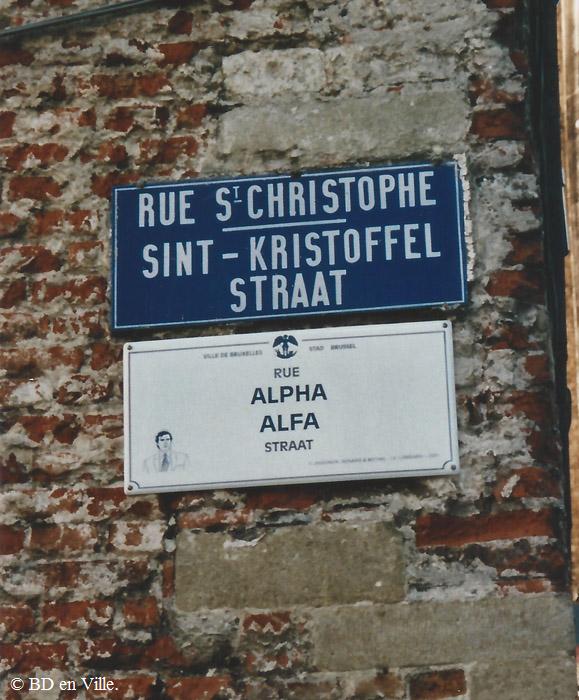 RUE ST CHRISTOPHE
SINT-KRISTOFFEL
STRAAT
VILLE DE BRUXELLES STAD BRUSSEL
RUE
ALPHA
ALFA
STRAAT
© BD en Ville.